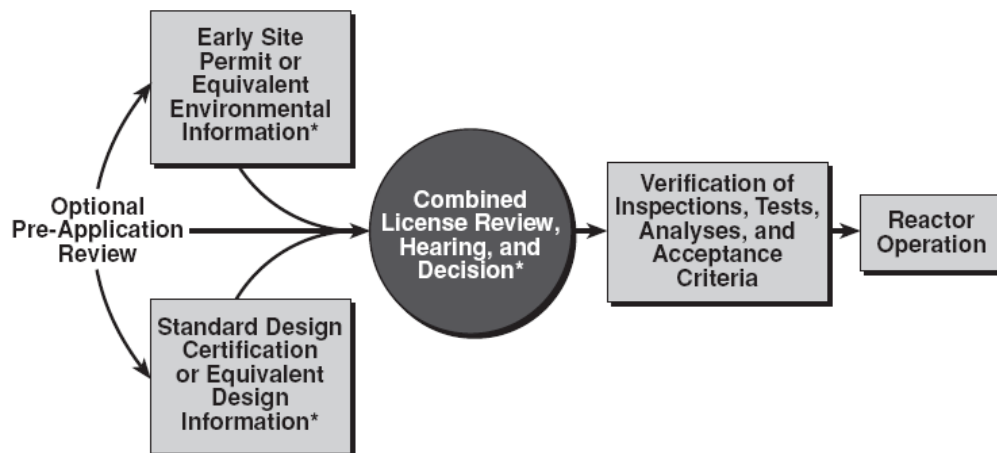 Early Site
Permit or
Equivalent
Environmental
Information*
Optional
Pre-Application
Review
Standard Design
Certification
or Equivalent
Design
Information*
Combined
License Review,
Hearing, and
Decision*
Verification of
Inspections, Tests,
Analyses, and
Acceptance
Criteria
Reactor
Operation